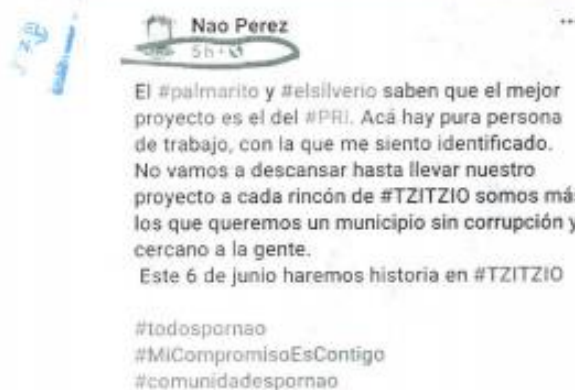 Nao Perez
5 h
El #palmarito y #elsilverio saben que el mejor
proyecto es el del #PRI. Acá hay pura persona
de trabajo, con la que me siento identificado.
No vamos a descansar hasta llevar nuestro
proyecto a cada rincón de #TZITZIO somos más
los que queremos un municipio sin corrupción y
cercano a la gente.
Este 6 de junio haremos historia en #TZITZIO
#todospornao
#MiCompromisoEsContigo
#comunidadespornao